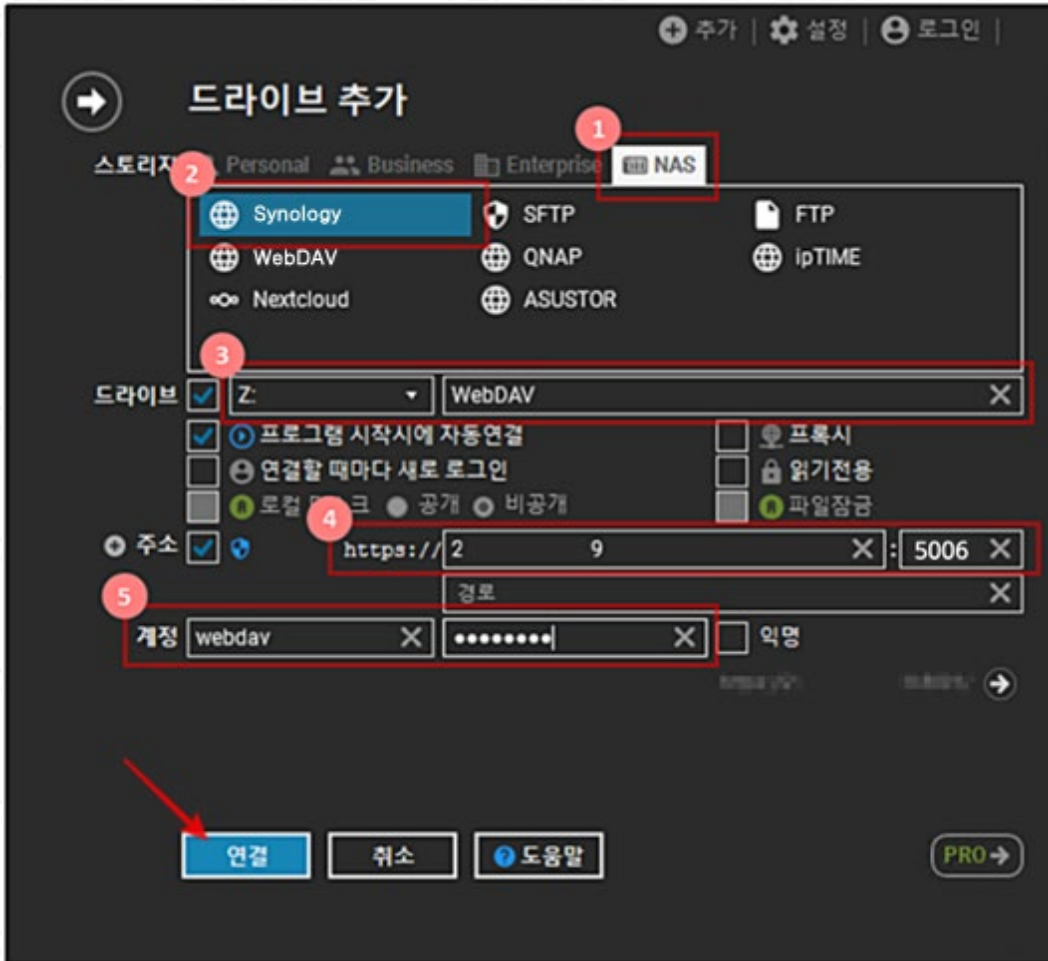 추가 | 설정 | 로그인 |
드라이브 추가
1
스토리지 Personal Business Enterprise NAS
2
Synology SFTP FTP
WebDAV QNAP ipTIME
Nextcloud ASUSTOR
3
드라이브 Z: WebDAV
프로그램 시작시에 자동연결 프록시
연결할 때마다 새로 로그인 읽기전용
로컬 크 공개 비공개 파일잠금
4
주소 https:// 2 9 : 5006
경로
5
계정 webdav •••••••• 익명
연결 취소 도움말 PRO